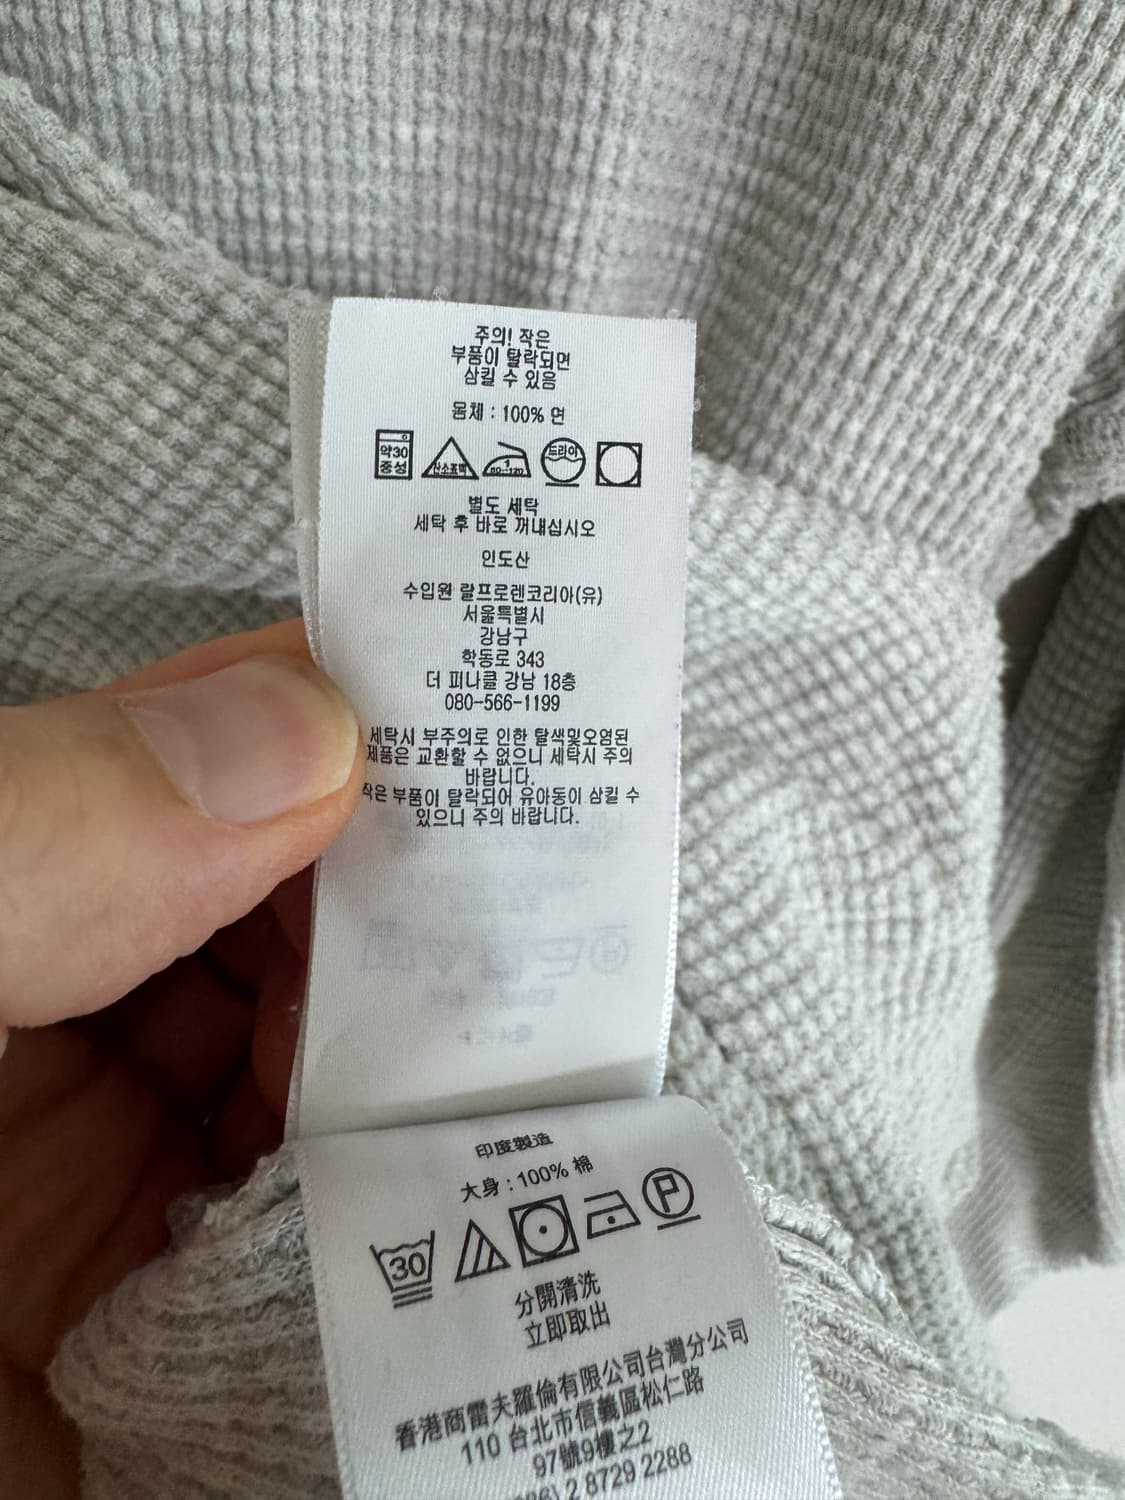 주의! 작은
부품이 탈락되면
삼킬 수 있음
몸체 : 100% 면
약30
중성
산소표백
1
80~120
드라이
별도 세탁
세탁 후 바로 꺼내십시오
인도산
수입원 랄프로렌코리아(유)
서울특별시
강남구
학동로 343
더 피나클 강남 18층
080-566-1199
세탁시 부주의로 인한 탈색및오염된
제품은 교환할 수 없으니 세탁시 주의
바랍니다.
작은 부품이 탈락되어 유아동이 삼킬 수
있으니 주의 바랍니다.
印度製造
大身 : 100% 棉
30
P
分開清洗
立即取出
香港商雷夫羅倫有限公司台灣分公司
110 台北市信義區松仁路
97號9樓之2
2 8729 2288